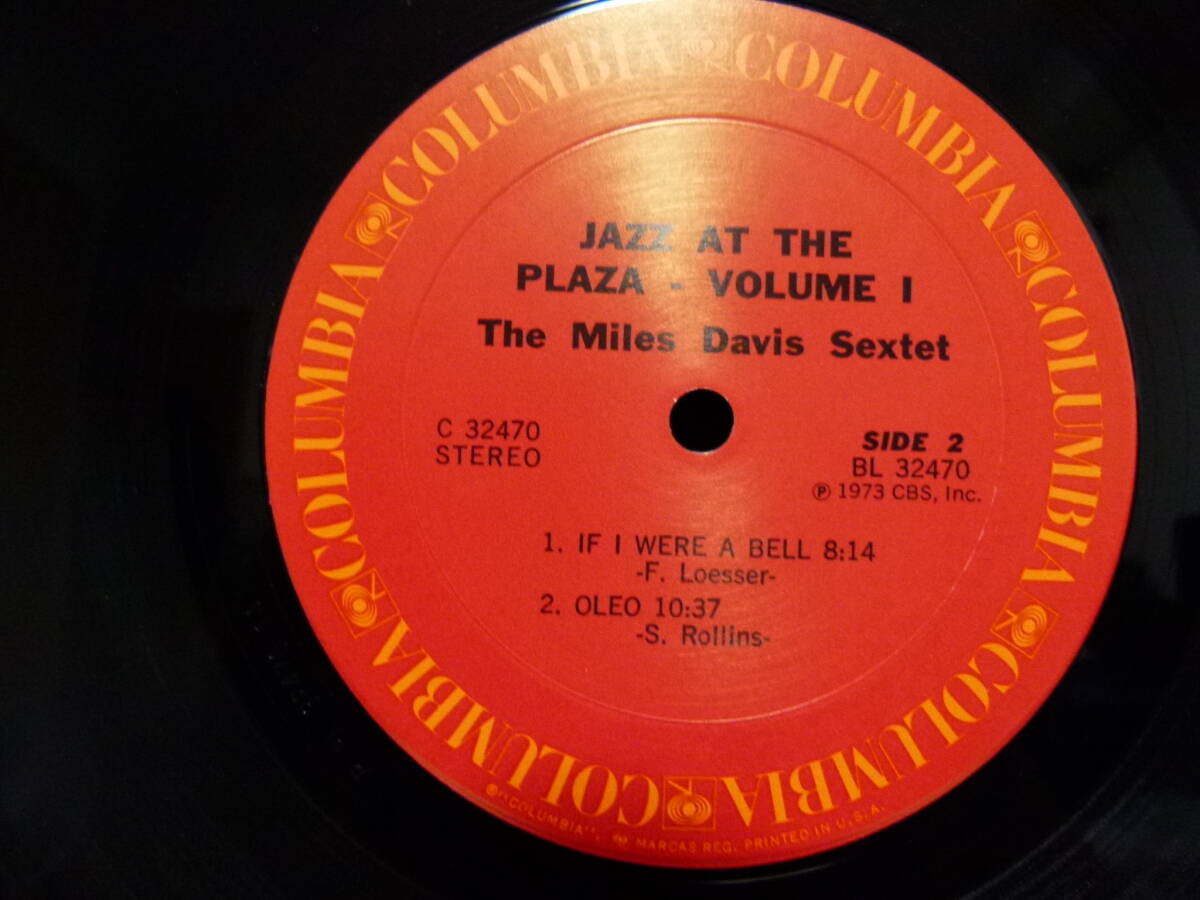 COLUMBIA COLUMBIA COLUMBIA COLUMBIA COLUMBIA COLUMBIA
JAZZ AT THE
PLAZA - VOLUME I
The Miles Davis Sextet
C 32470
STEREO
SIDE 2
BL 32470
℗ 1973 CBS, Inc.
1. IF I WERE A BELL 8:14
-F. Loesser-
2. OLEO 10:37
-S. Rollins-
®"COLUMBIA", MARCAS REG. PRINTED IN U.S.A.